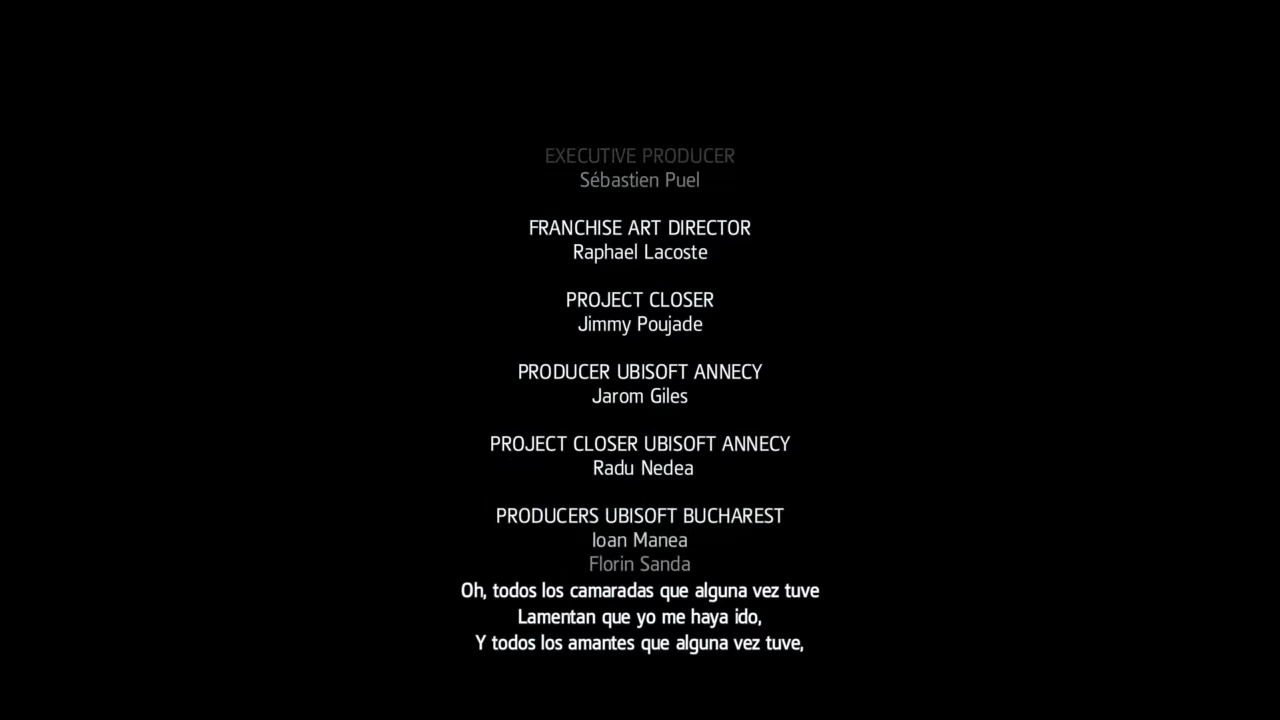 EXECUTIVE PRODUCER
Sébastien Puel
FRANCHISE ART DIRECTOR
Raphael Lacoste
PROJECT CLOSER
Jimmy Poujade
PRODUCER UBISOFT ANNECY
Jarom Giles
PROJECT CLOSER UBISOFT ANNECY
Radu Nedea
PRODUCERS UBISOFT BUCHAREST
Ioan Manea
Florin Sanda
Oh, todos los camaradas que alguna vez tuve
Lamentan que yo me haya ido,
Y todos los amantes que alguna vez tuve,